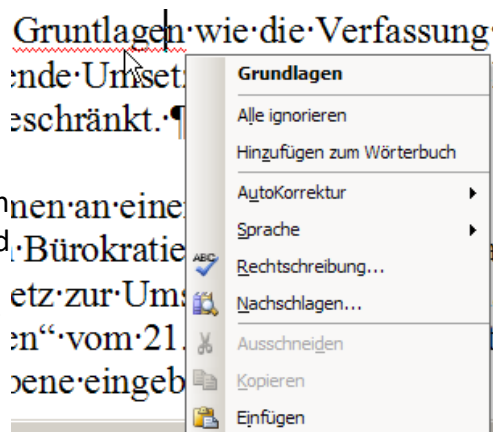 Gruntlagen·wie·die·Verfassung·
ende·Umset
eschränkt.·¶
nen·an·eine
·Bürokratie
etz·zur·Ums
en“·vom·21.
bene·eingeb
Grundlagen
Alle ignorieren
Hinzufügen zum Wörterbuch
AutoKorrektur
Sprache
ABC
Rechtschreibung...
Nachschlagen...
Ausschneiden
Kopieren
Einfügen